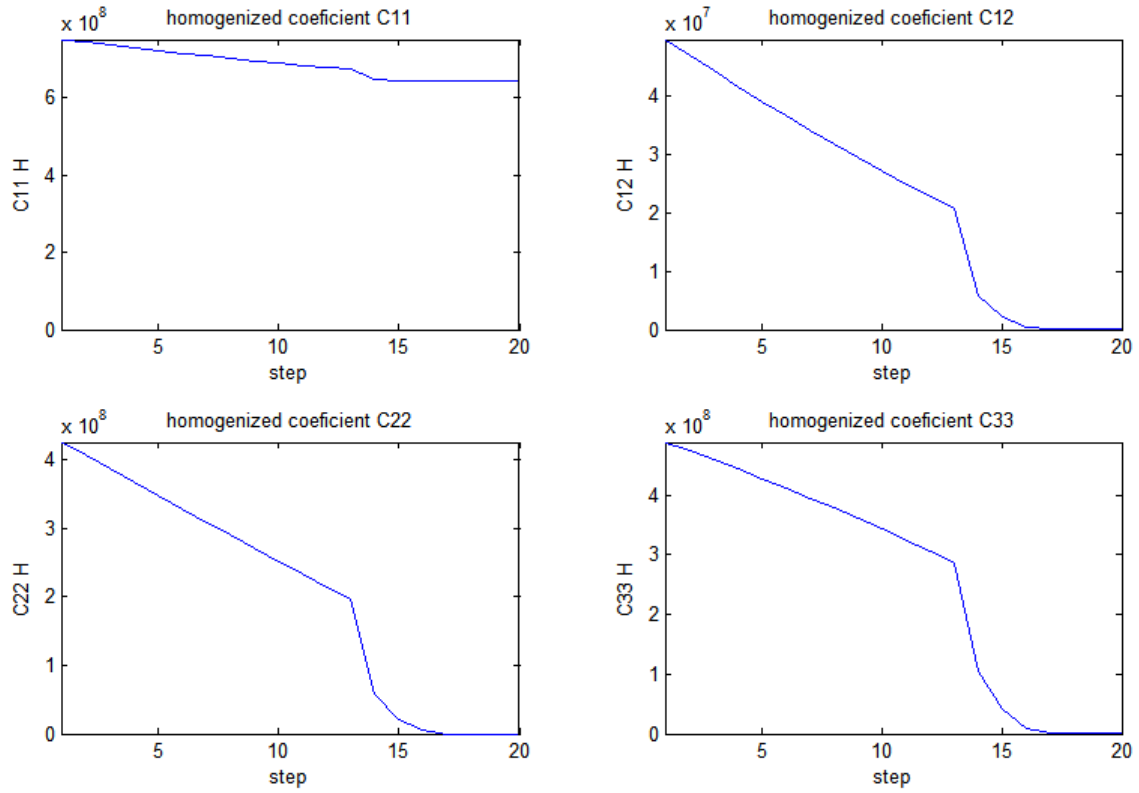 homogenized coeficient C11
x 10^8
6
4
2
0
C11 H
5 10 15 20
step
homogenized coeficient C12
x 10^7
4
3
2
1
0
C12 H
5 10 15 20
step
homogenized coeficient C22
x 10^8
4
3
2
1
0
C22 H
5 10 15 20
step
homogenized coeficient C33
x 10^8
4
3
2
1
0
C33 H
5 10 15 20
step